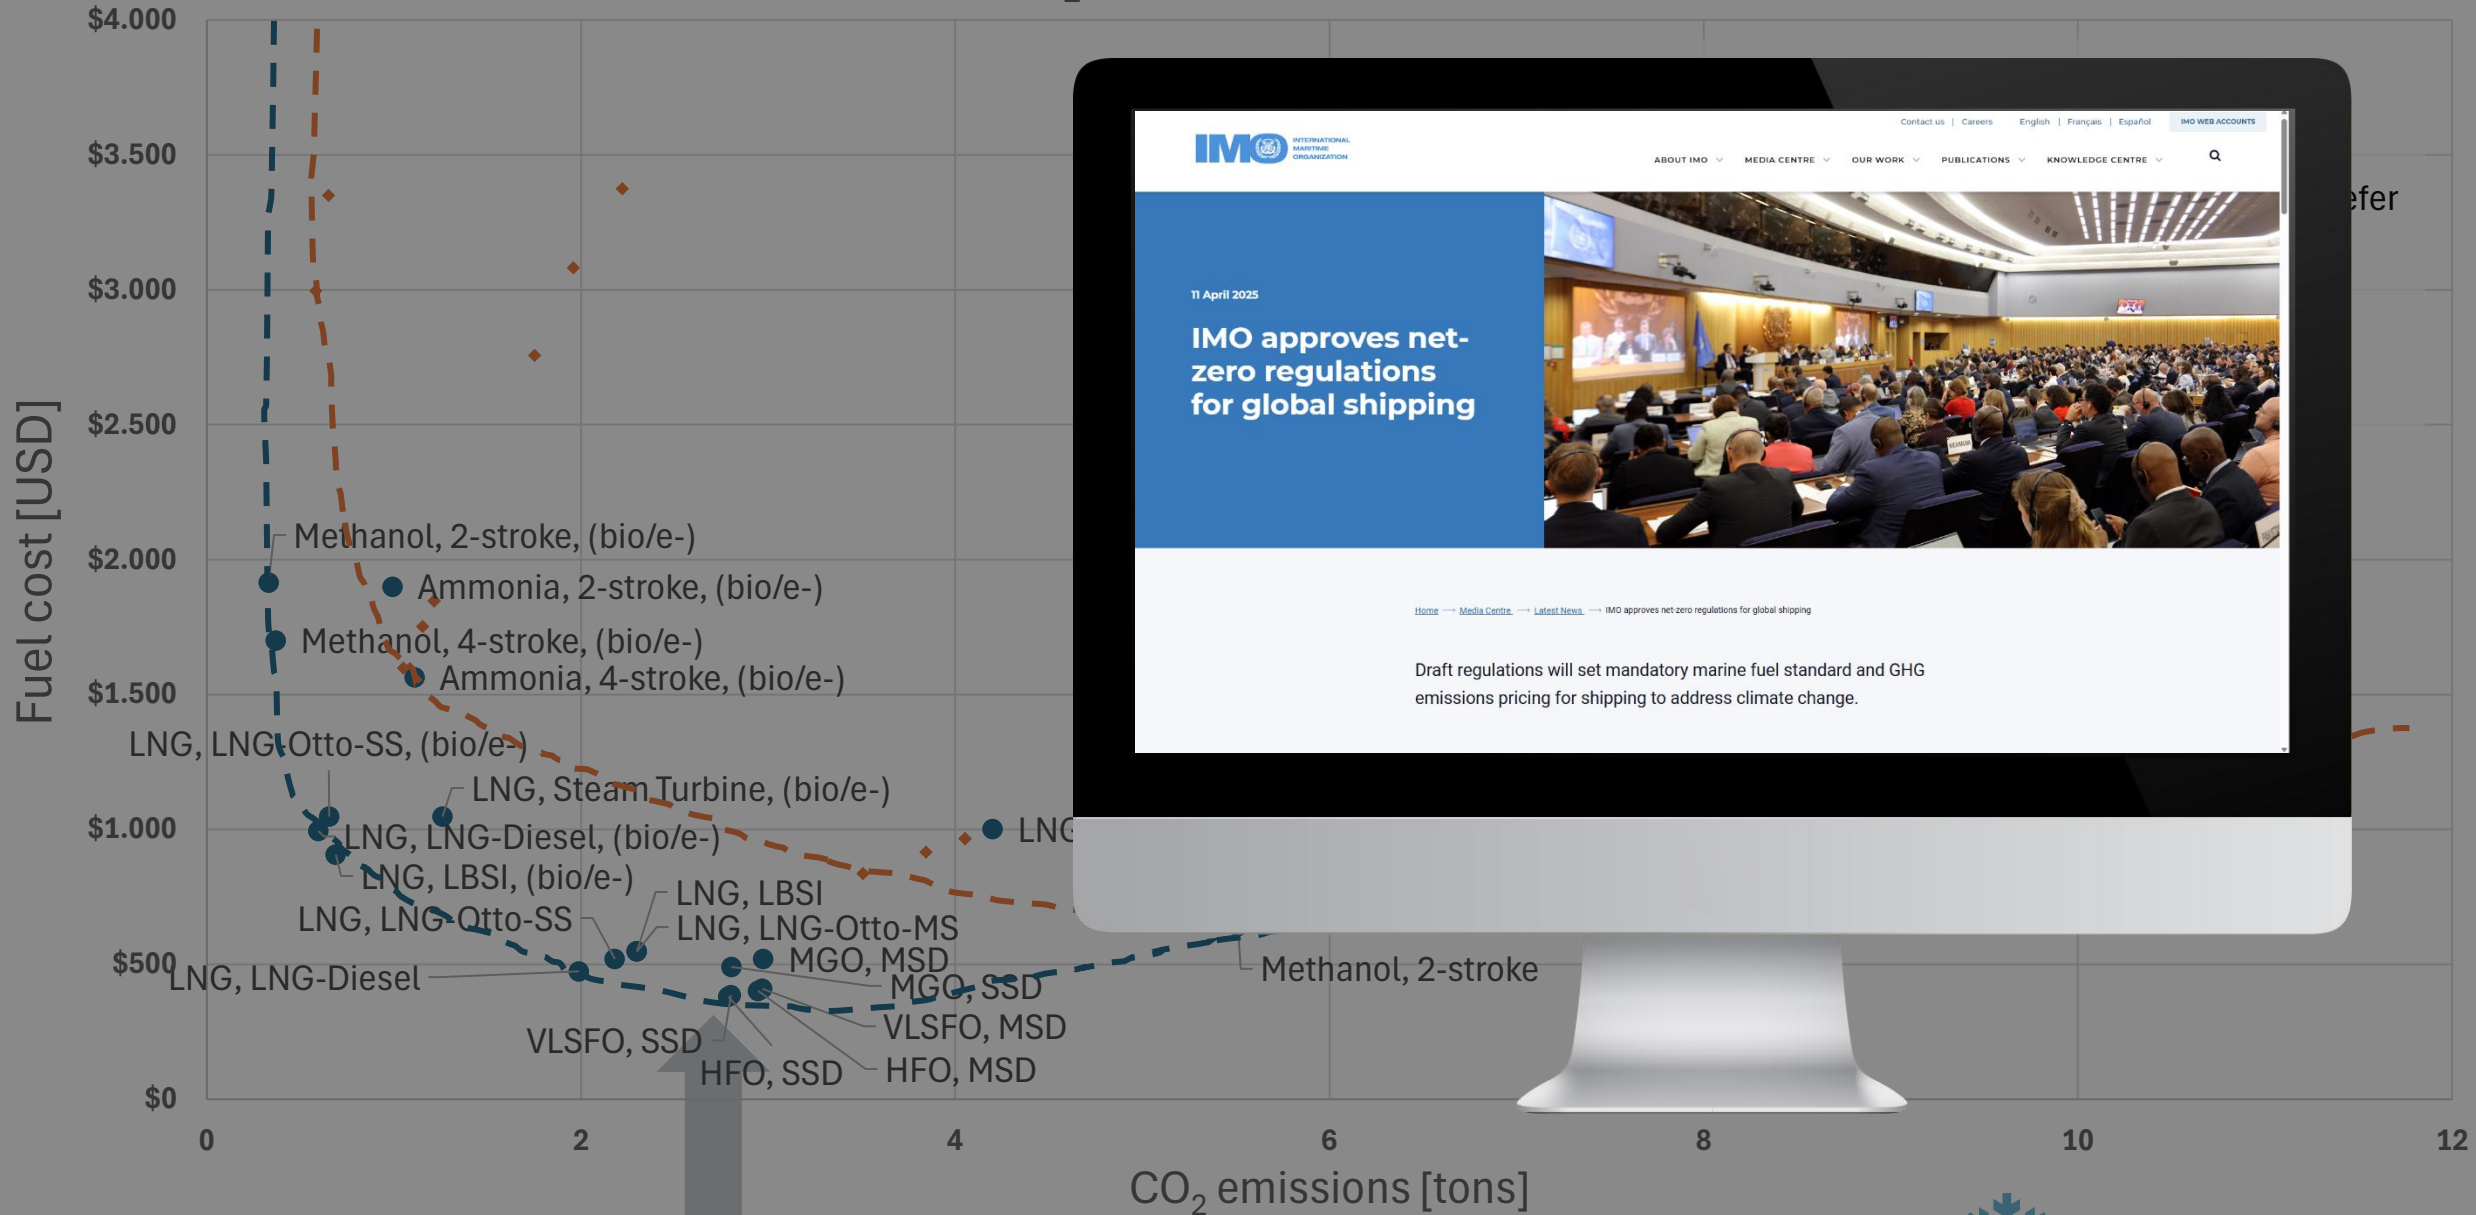 $4.000
$3.500
$3.000
$2.500
$2.000
$1.500
$1.000
$500
$0
Fuel cost [USD]
0
2
4
6
8
10
12
CO₂ emissions [tons]
Methanol, 2-stroke, (bio/e-)
Ammonia, 2-stroke, (bio/e-)
Methanol, 4-stroke, (bio/e-)
Ammonia, 4-stroke, (bio/e-)
LNG, LNG-Otto-SS, (bio/e-)
LNG, Steam Turbine, (bio/e-)
LNG, LNG-Diesel, (bio/e-)
LNG, LBSI, (bio/e-)
LNG
LNG, LBSI
LNG, LNG-Otto-SS
LNG, LNG-Otto-MS
MGO, MSD
LNG, LNG-Diesel
MGO, SSD
VLSFO, MSD
VLSFO, SSD
HFO, SSD
HFO, MSD
Methanol, 2-stroke
efer
Contact us | Careers English | Français | Español IMO WEB ACCOUNTS
IMO
INTERNATIONAL
MARITIME
ORGANIZATION
ABOUT IMO MEDIA CENTRE OUR WORK PUBLICATIONS KNOWLEDGE CENTRE
11 April 2025
IMO approves net-
zero regulations
for global shipping
Home → Media Centre → Latest News → IMO approves net-zero regulations for global shipping
Draft regulations will set mandatory marine fuel standard and GHG
emissions pricing for shipping to address climate change.